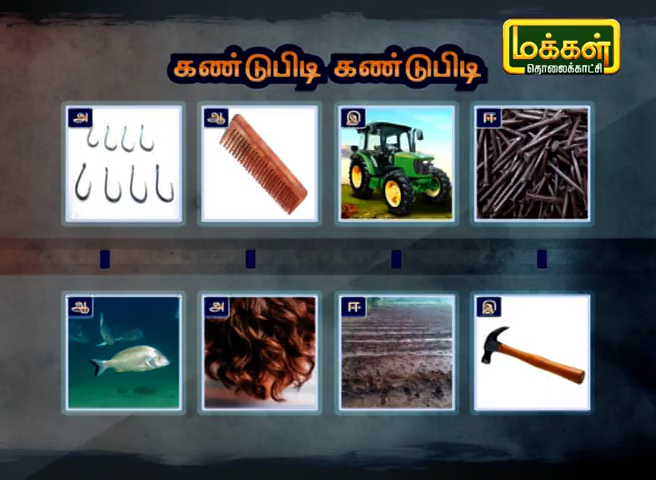 மக்கள்
தொலைக்காட்சி
கண்டுபிடி கண்டுபிடி
அ ஆ இ ஈ
ஆ அ ஈ இ